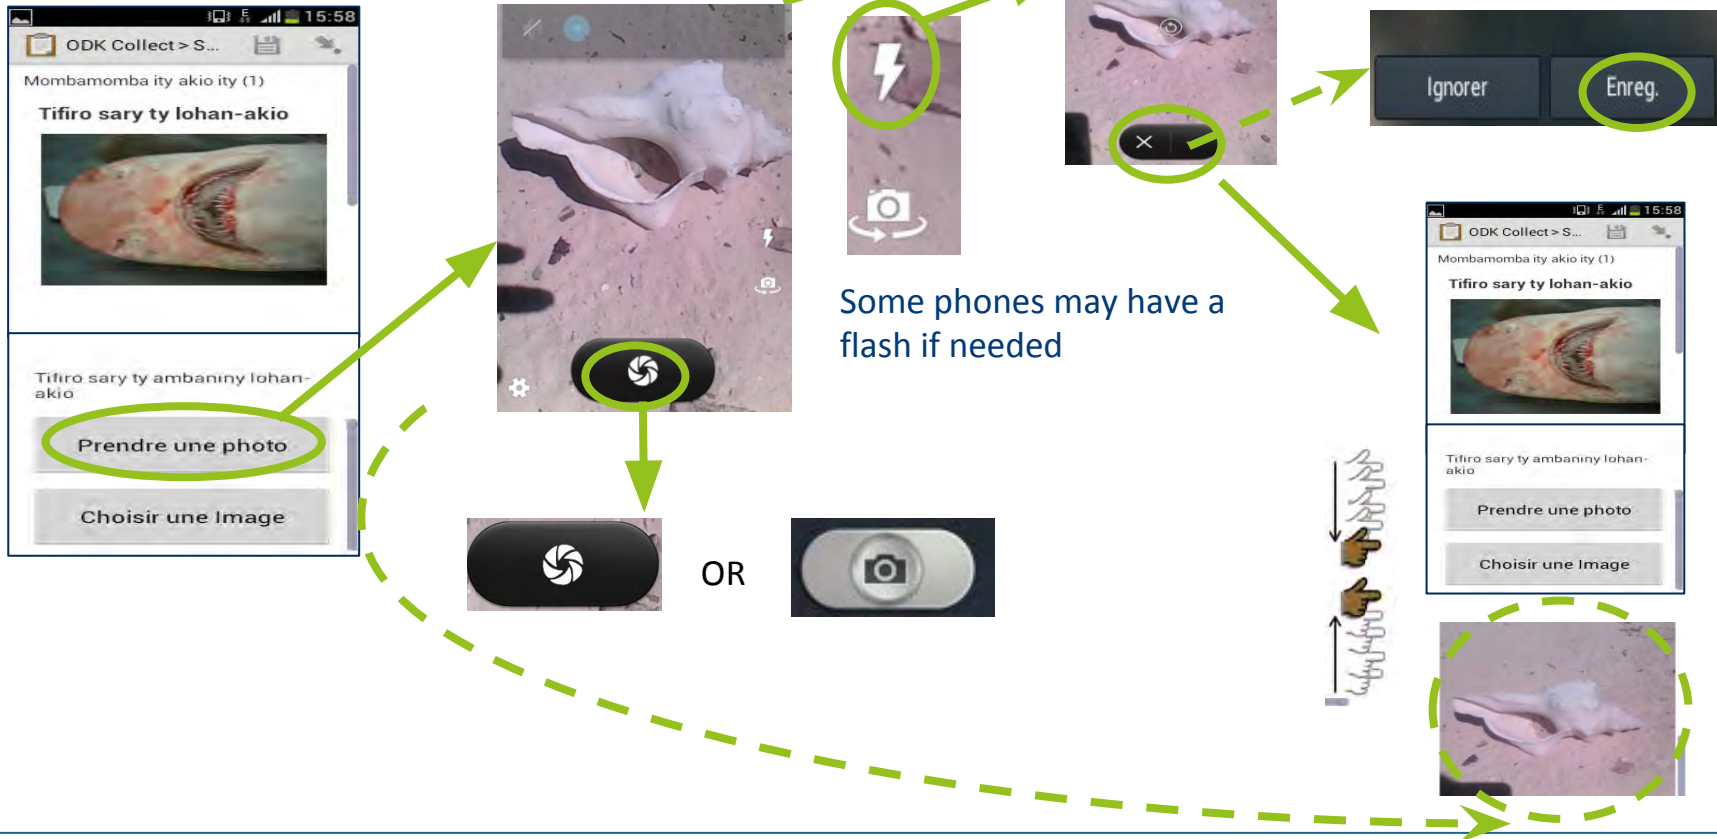 15:58
ODK Collect > S...
Mombamomba ity akio ity (1)
Tifiro sary ty lohan-akio
Tifiro sary ty ambaniny lohan-
akio
Prendre une photo
Choisir une Image
OR
Some phones may have a
flash if needed
Ignorer
Enreg.
15:58
ODK Collect > S...
Mombamomba ity akio ity (1)
Tifiro sary ty lohan-akio
Tifiro sary ty ambaniny lohan-
akio
Prendre une photo
Choisir une Image